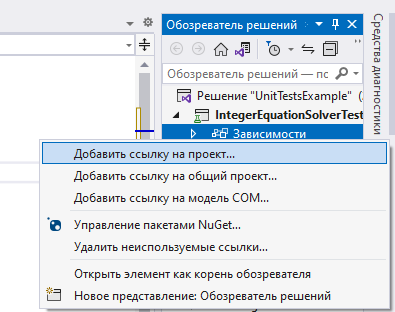 Обозреватель решений
Обозреватель решений — по
Решение "UnitTestsExample" (
IntegerEquationSolverTest
Зависимости
Средства диагностики
Добавить ссылку на проект...
Добавить ссылку на общий проект...
Добавить ссылку на модель COM...
Управление пакетами NuGet...
Удалить неиспользуемые ссылки...
Открыть элемент как корень обозревателя
Новое представление: Обозреватель решений